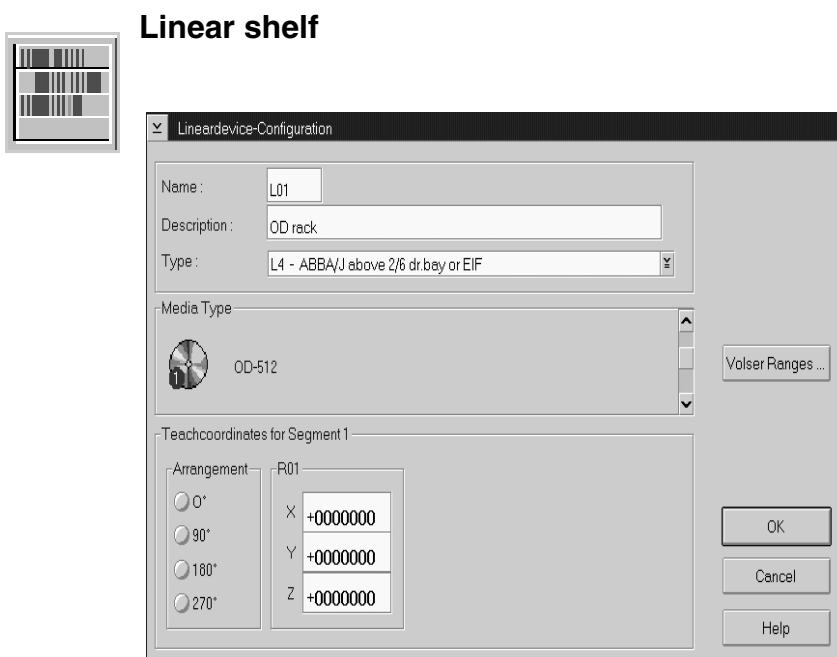 Linear shelf
Lineardevice-Configuration
Name :
L01
Description :
OD rack
Type :
L4 - ABBA/J above 2/6 dr.bay or EIF
Media Type
1
OD-512
Volser Ranges ...
Teachcoordinates for Segment 1
Arrangement
R01
0°
90°
180°
270°
X +0000000
Y +0000000
Z +0000000
OK
Cancel
Help